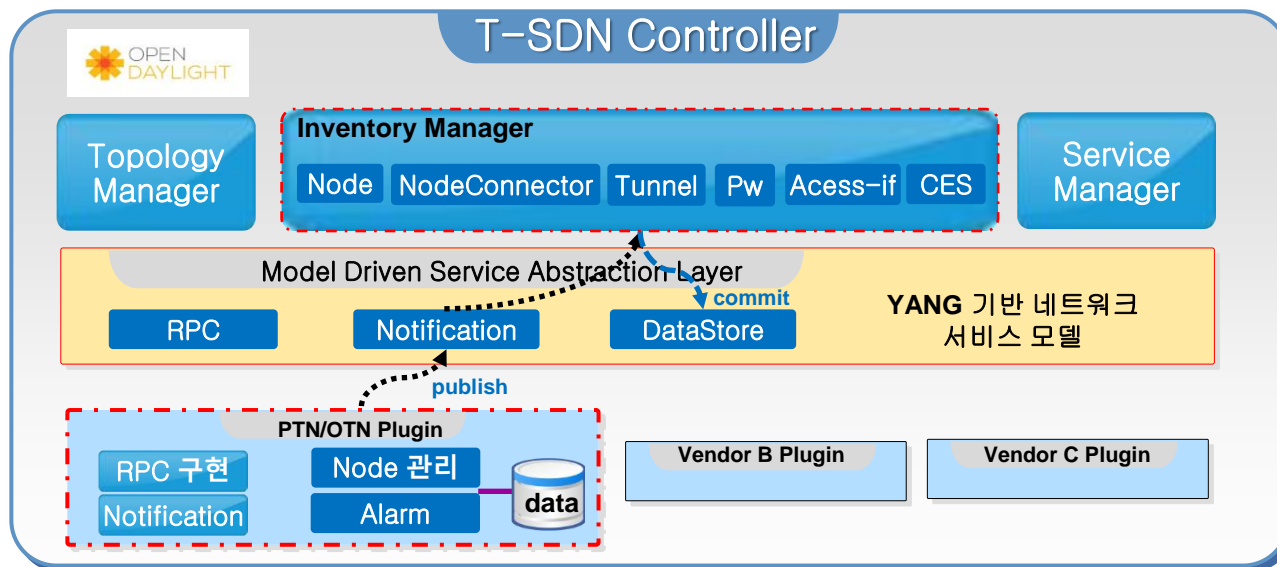 T-SDN Controller
OPEN
DAYLIGHT
Topology
Manager
Inventory Manager
Node
NodeConnector
Tunnel
Pw
Acess-if
CES
Service
Manager
Model Driven Service Abstraction Layer
commit
RPC
Notification
DataStore
YANG 기반 네트워크
서비스 모델
publish
PTN/OTN Plugin
RPC 구현
Notification
Node 관리
Alarm
data
Vendor B Plugin
Vendor C Plugin